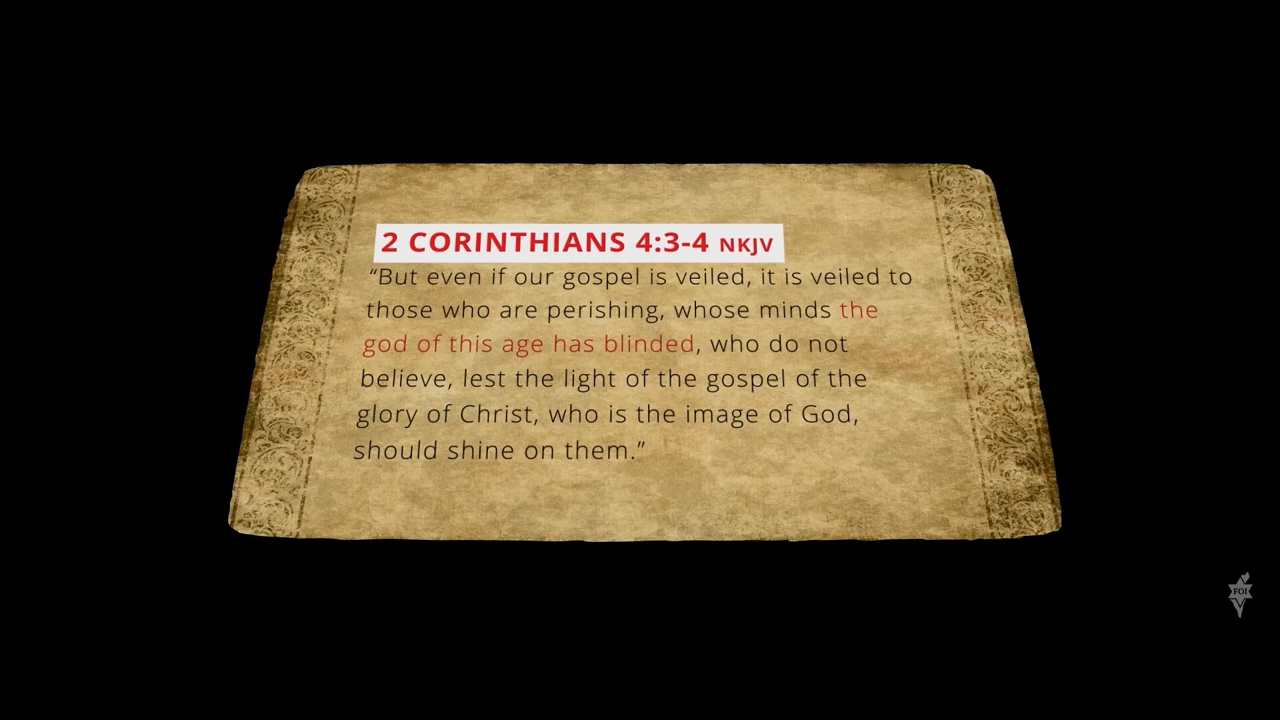 2 CORINTHIANS 4:3-4 NKJV
“But even if our gospel is veiled, it is veiled to
those who are perishing, whose minds the
god of this age has blinded, who do not
believe, lest the light of the gospel of the
glory of Christ, who is the image of God,
should shine on them.”
FOI